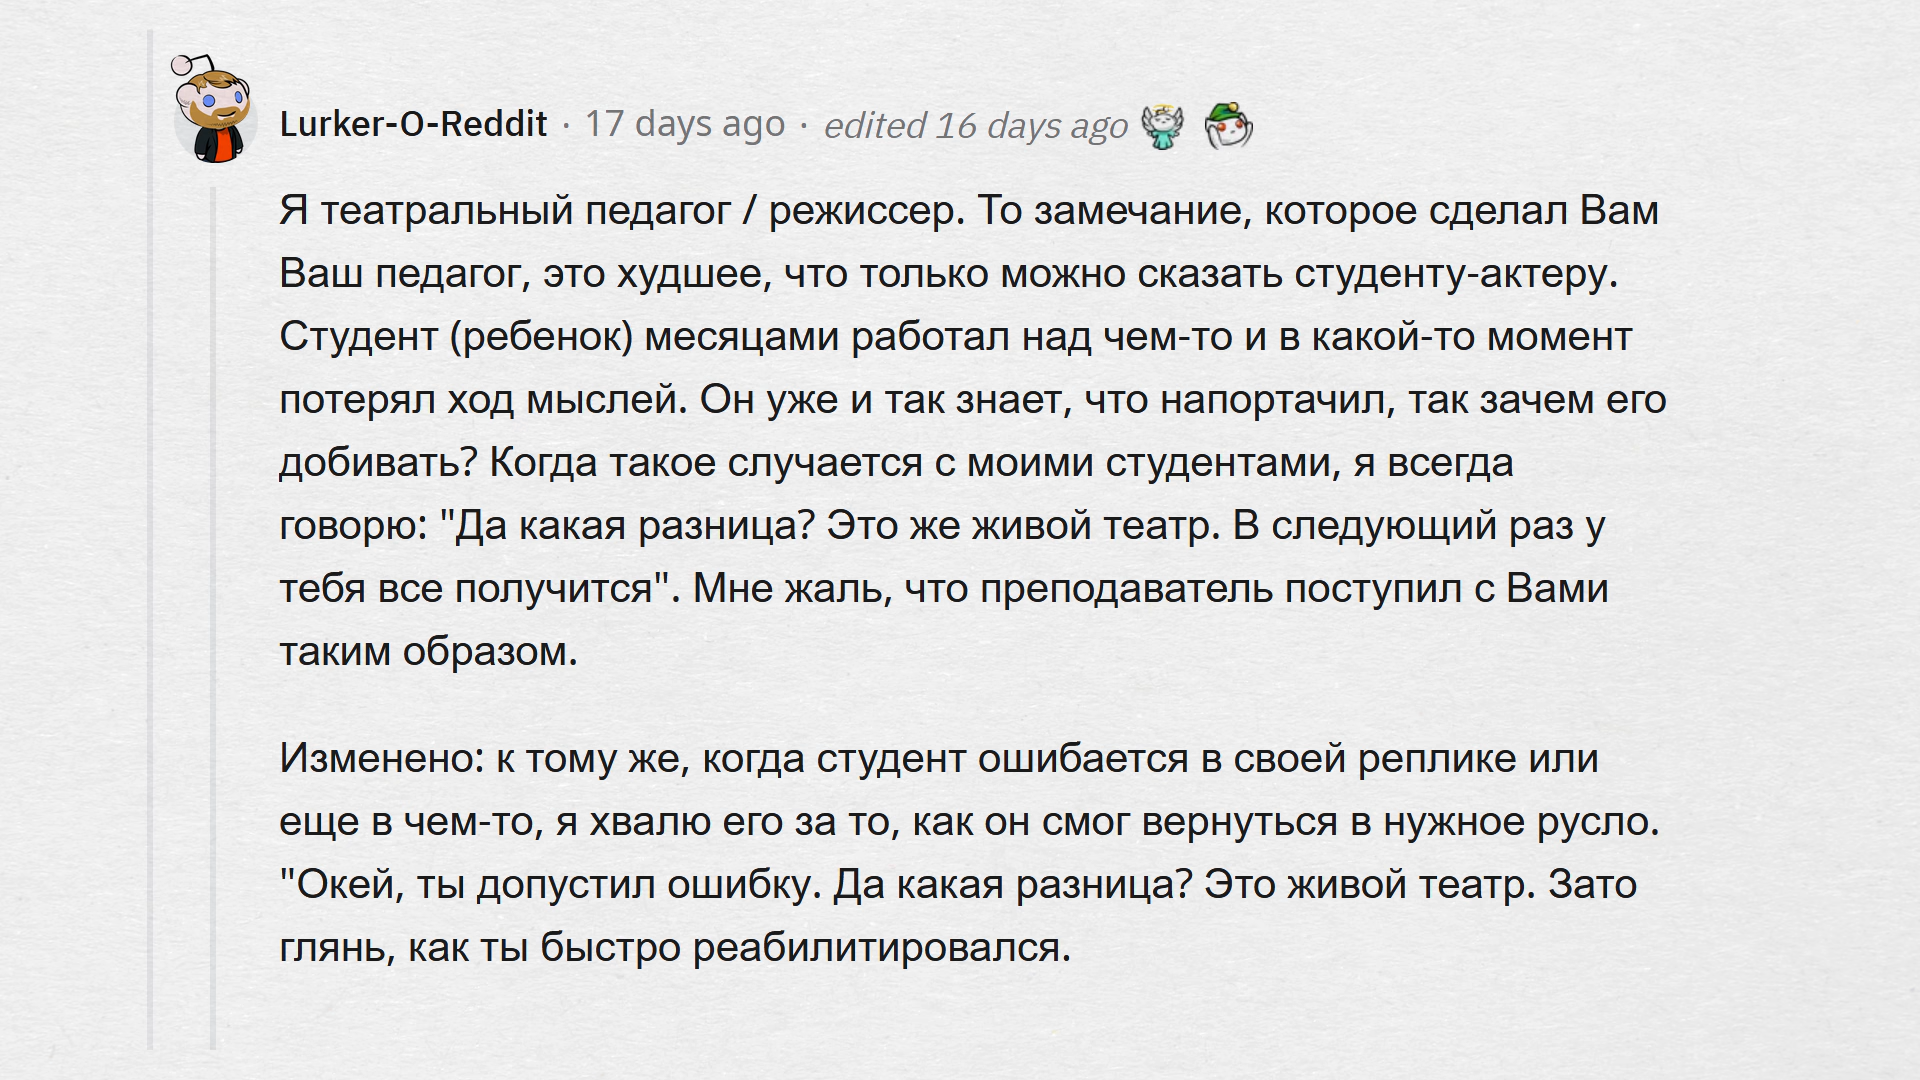 Lurker-O-Reddit · 17 days ago · edited 16 days ago
Я театральный педагог / режиссер. То замечание, которое сделал Вам
Ваш педагог, это худшее, что только можно сказать студенту-актеру.
Студент (ребенок) месяцами работал над чем-то и в какой-то момент
потерял ход мыслей. Он уже и так знает, что напортачил, так зачем его
добивать? Когда такое случается с моими студентами, я всегда
говорю: "Да какая разница? Это же живой театр. В следующий раз у
тебя все получится". Мне жаль, что преподаватель поступил с Вами
таким образом.
Изменено: к тому же, когда студент ошибается в своей реплике или
еще в чем-то, я хвалю его за то, как он смог вернуться в нужное русло.
"Окей, ты допустил ошибку. Да какая разница? Это живой театр. Зато
глянь, как ты быстро реабилитировался.